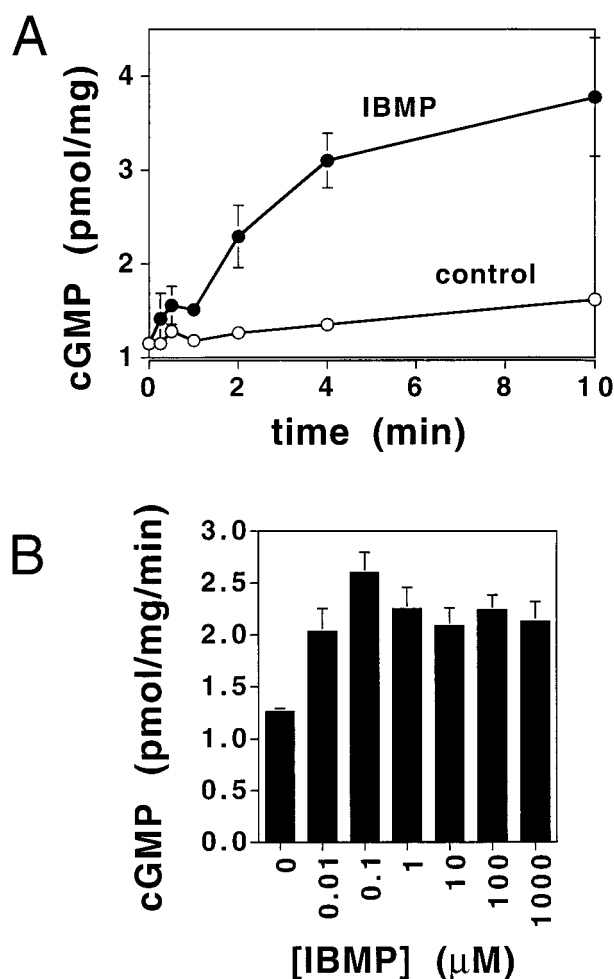 A
cGMP (pmol/mg)
4
3
2
1
IBMP
control
0 2 4 6 8 10
time (min)
B
cGMP (pmol/mg/min)
3.0
2.5
2.0
1.5
1.0
0.5
0.0
0 0.01 0.1 1 10 100 1000
[IBMP] (μM)